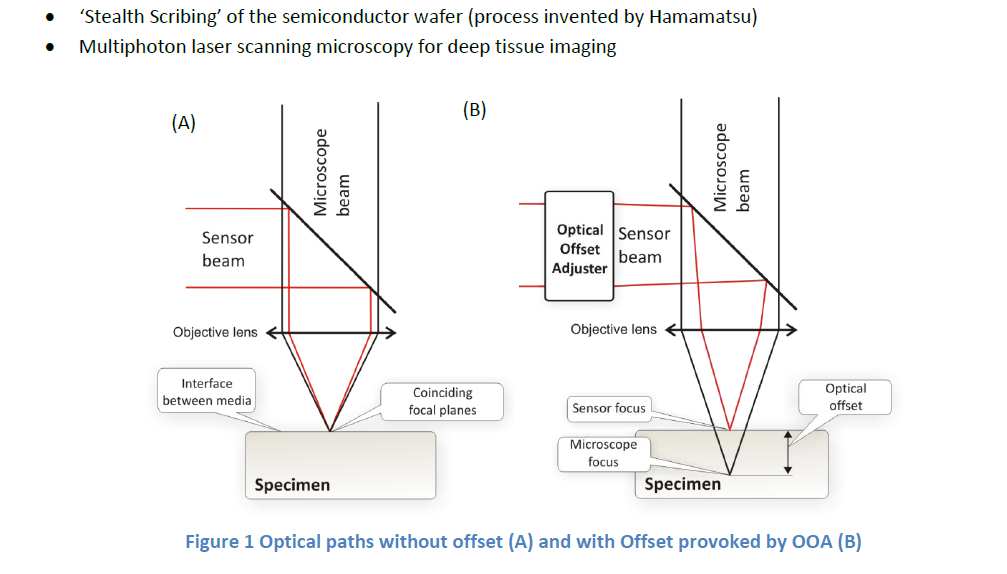 • ‘Stealth Scribing’ of the semiconductor wafer (process invented by Hamamatsu)
• Multiphoton laser scanning microscopy for deep tissue imaging
(A)
Microscope
beam
Sensor
beam
Objective lens
Interface
between media
Coinciding
focal planes
Specimen
(B)
Microscope
beam
Optical
Offset
Adjuster
Sensor
beam
Objective lens
Sensor focus
Microscope
focus
Optical
offset
Specimen
Figure 1 Optical paths without offset (A) and with Offset provoked by OOA (B)